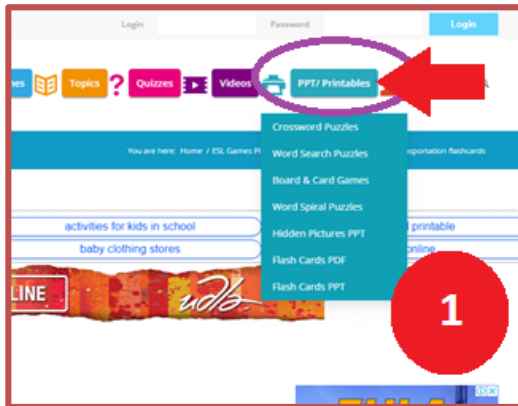 Login Password Login
Topics ? Quizzes Videos PPT/ Printables
Crossword Puzzles
You are here: Home / ESL Games
Word Search Puzzles
sportation flashcards
Board & Card Games
activities for kids in school
Word Spiral Puzzles
printable
baby clothing stores
Hidden Pictures PPT
online
Flash Cards PDF
LINE udla
Flash Cards PPT
1